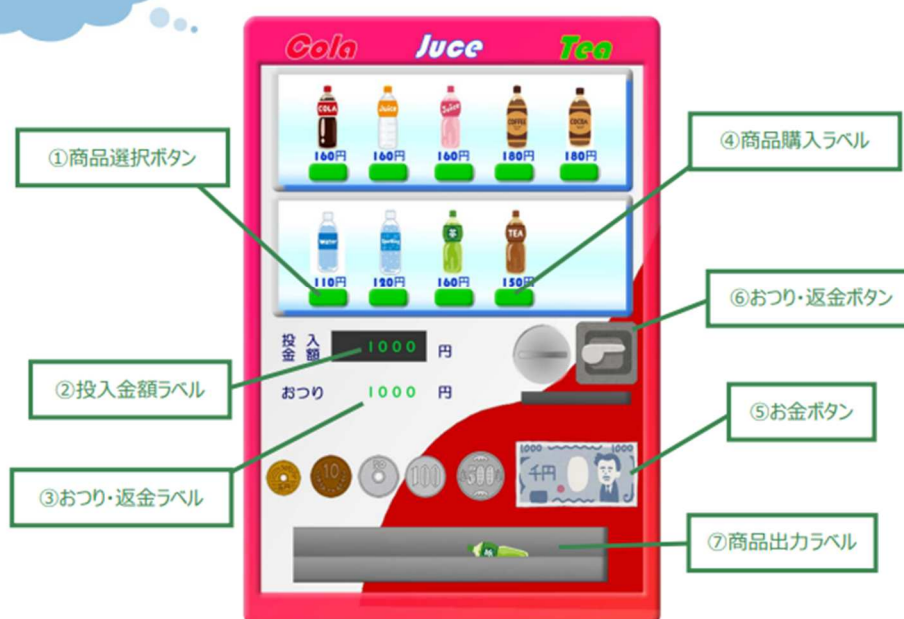 Cola Juce Tea
COLA Juice Juice COFFEE COCOA
160円 160円 160円 180円 180円
①商品選択ボタン
④商品購入ラベル
Water Sparkling 茶 TEA
110円 120円 160円 150円
⑥おつり・返金ボタン
投入金額 1000 円
②投入金額ラベル
おつり 1000 円
⑤お金ボタン
③おつり・返金ラベル
10 50 100 500
1000 1000
千円
茶
⑦商品出力ラベル